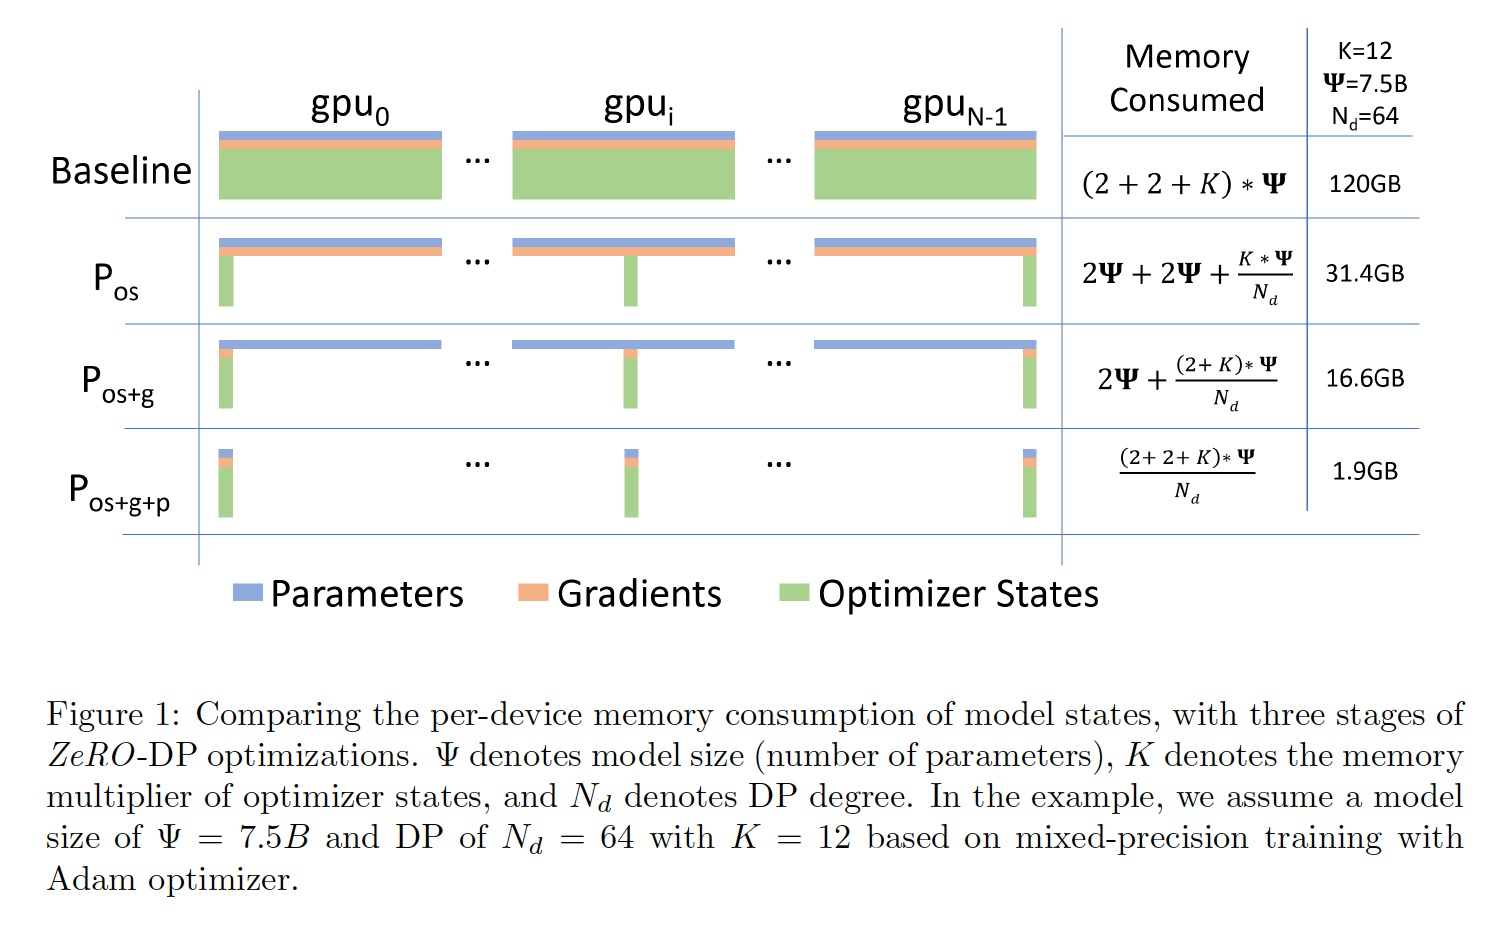 gpu0 gpui gpuN-1 Memory Consumed K=12 Ψ=7.5B Nd=64
Baseline ... ... (2 + 2 + K) ∗ Ψ 120GB
Pos ... ... 2Ψ + 2Ψ + K ∗ Ψ / Nd 31.4GB
Pos+g ... ... 2Ψ + (2+ K)∗ Ψ / Nd 16.6GB
Pos+g+p ... ... (2+ 2+ K)∗ Ψ / Nd 1.9GB
Parameters Gradients Optimizer States
Figure 1: Comparing the per-device memory consumption of model states, with three stages of
ZeRO-DP optimizations. Ψ denotes model size (number of parameters), K denotes the memory
multiplier of optimizer states, and Nd denotes DP degree. In the example, we assume a model
size of Ψ = 7.5B and DP of Nd = 64 with K = 12 based on mixed-precision training with
Adam optimizer.